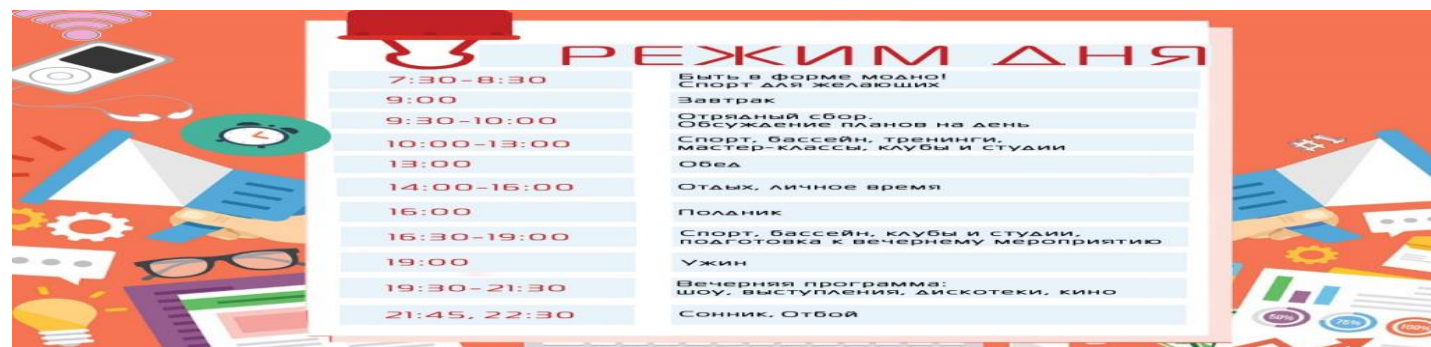 РЕЖИМ ДНЯ
7:30-8:30 Быть в форме модно!
Спорт для желающих
9:00 Завтрак
9:30-10:00 Отрядный сбор.
Обсуждение планов на день
10:00-13:00 Спорт, бассейн, тренинги,
мастер-классы, клубы и студии
13:00 Обед
14:00-16:00 Отдых, личное время
16:00 Полдник
16:30-19:00 Спорт, бассейн, клубы и студии,
подготовка к вечернему мероприятию
19:00 Ужин
19:30-21:30 Вечерняя программа:
шоу, выступления, дискотеки, кино
21:45, 22:30 Сонник, Отбой
#1
50% 75% 100%